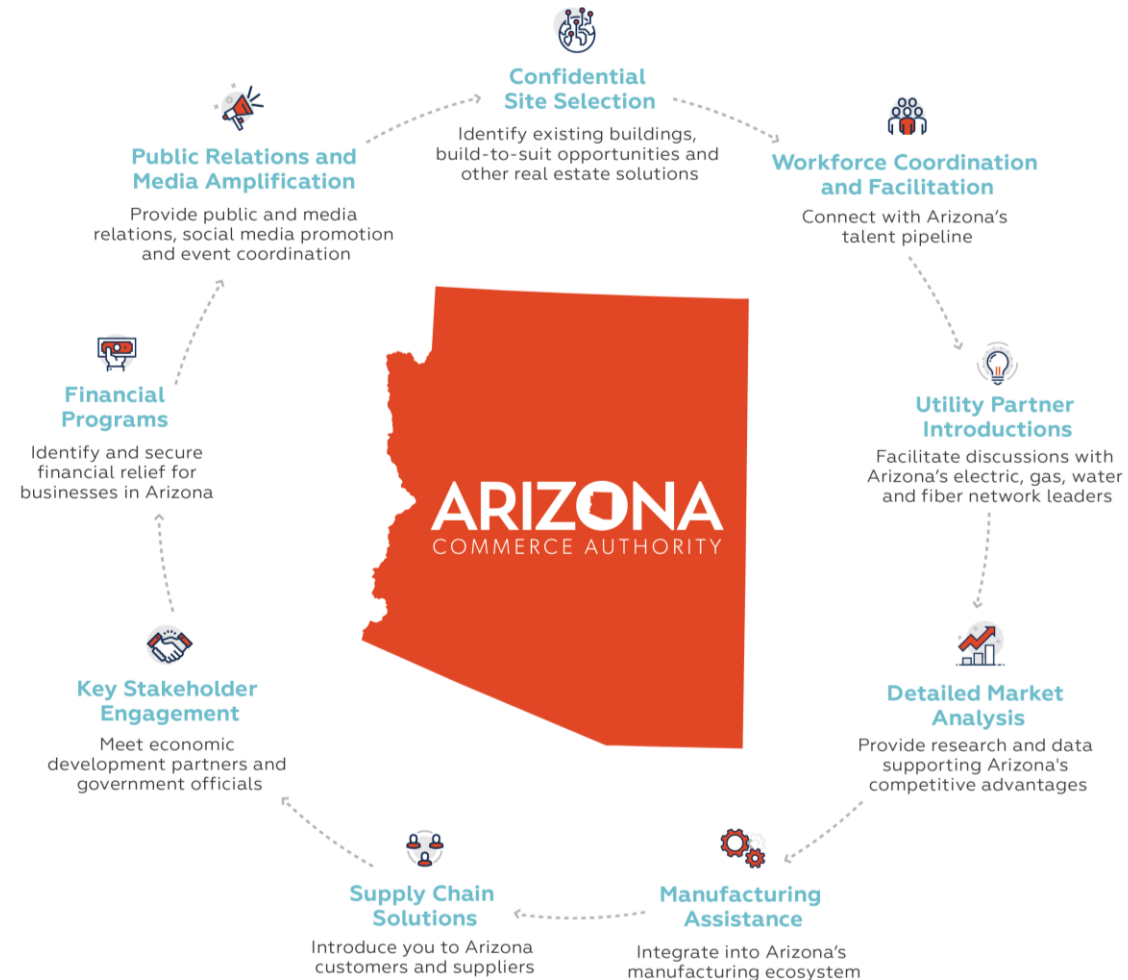 Confidential
Site Selection
Identify existing buildings,
build-to-suit opportunities and
other real estate solutions
Workforce Coordination
and Facilitation
Connect with Arizona’s
talent pipeline
Utility Partner
Introductions
Facilitate discussions with
Arizona’s electric, gas, water
and fiber network leaders
Detailed Market
Analysis
Provide research and data
supporting Arizona's
competitive advantages
Manufacturing
Assistance
Integrate into Arizona’s
manufacturing ecosystem
Supply Chain
Solutions
Introduce you to Arizona
customers and suppliers
Key Stakeholder
Engagement
Meet economic
development partners and
government officials
Financial
Programs
Identify and secure
financial relief for
businesses in Arizona
Public Relations and
Media Amplification
Provide public and media
relations, social media promotion
and event coordination
ARIZONA
COMMERCE AUTHORITY